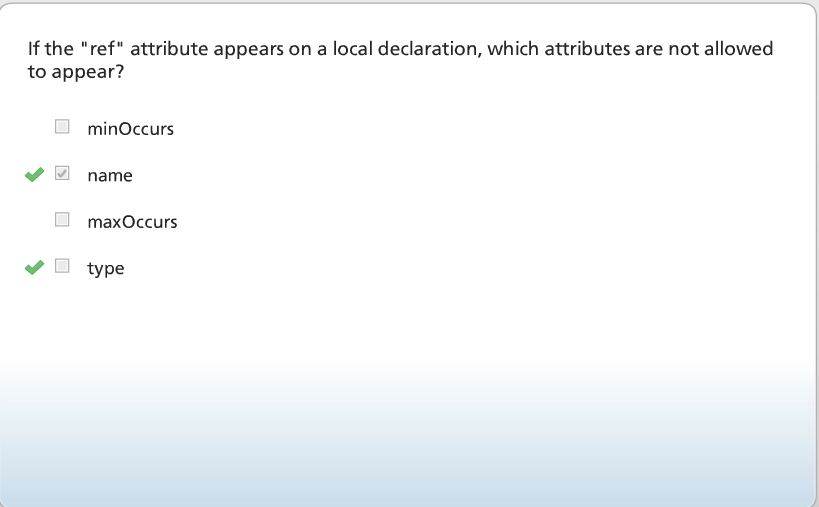 If the "ref" attribute appears on a local declaration, which attributes are not allowed
to appear?
minOccurs
name
maxOccurs
type